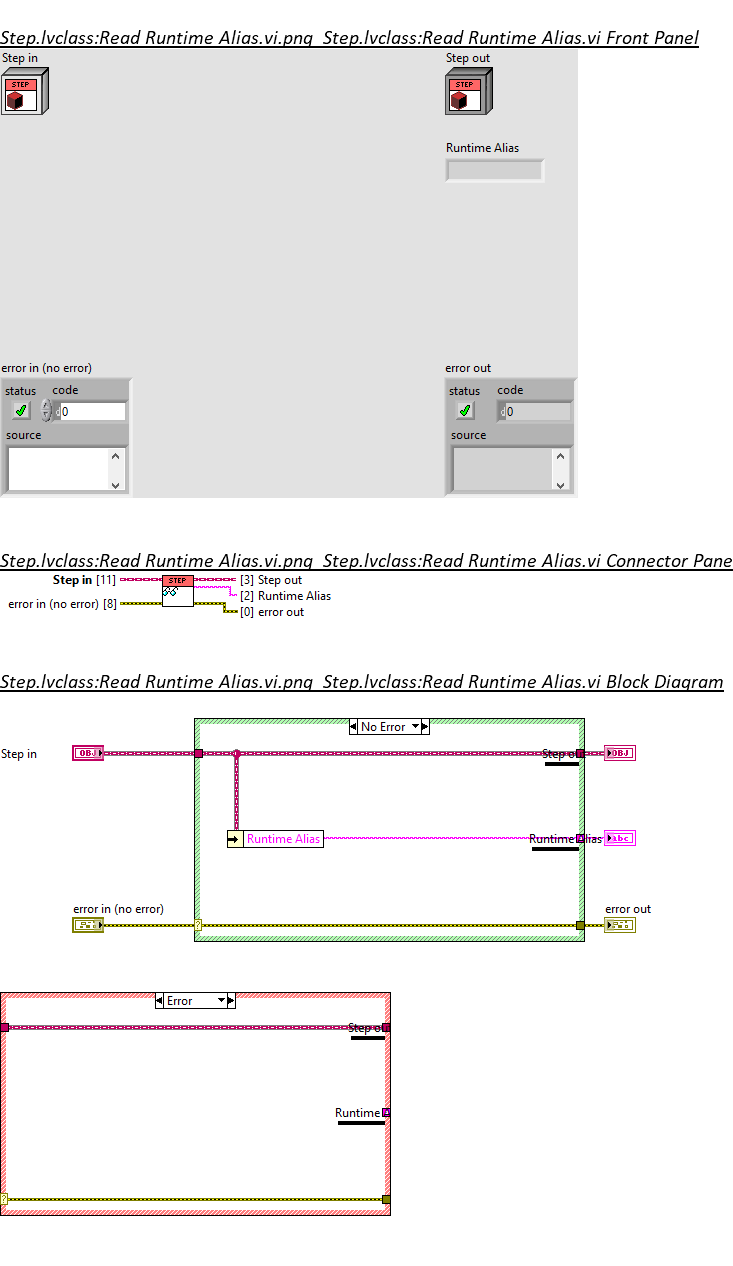 Step.lvclass:Read Runtime Alias.vi.png Step.lvclass:Read Runtime Alias.vi Front Panel
Step in
Step out
STEP
STEP
Runtime Alias
error in (no error)
error out
status code
status code
d 0
d 0
source
source
Step.lvclass:Read Runtime Alias.vi.png Step.lvclass:Read Runtime Alias.vi Connector Pane
Step in [11]
STEP
[3] Step out
[2] Runtime Alias
error in (no error) [8]
[0] error out
Step.lvclass:Read Runtime Alias.vi.png Step.lvclass:Read Runtime Alias.vi Block Diagram
No Error
Step in
OBJ
Step out
OBJ
Runtime Alias
Runtime Alias
abc
error in (no error)
error out
?
Error
Step out
Runtime
?